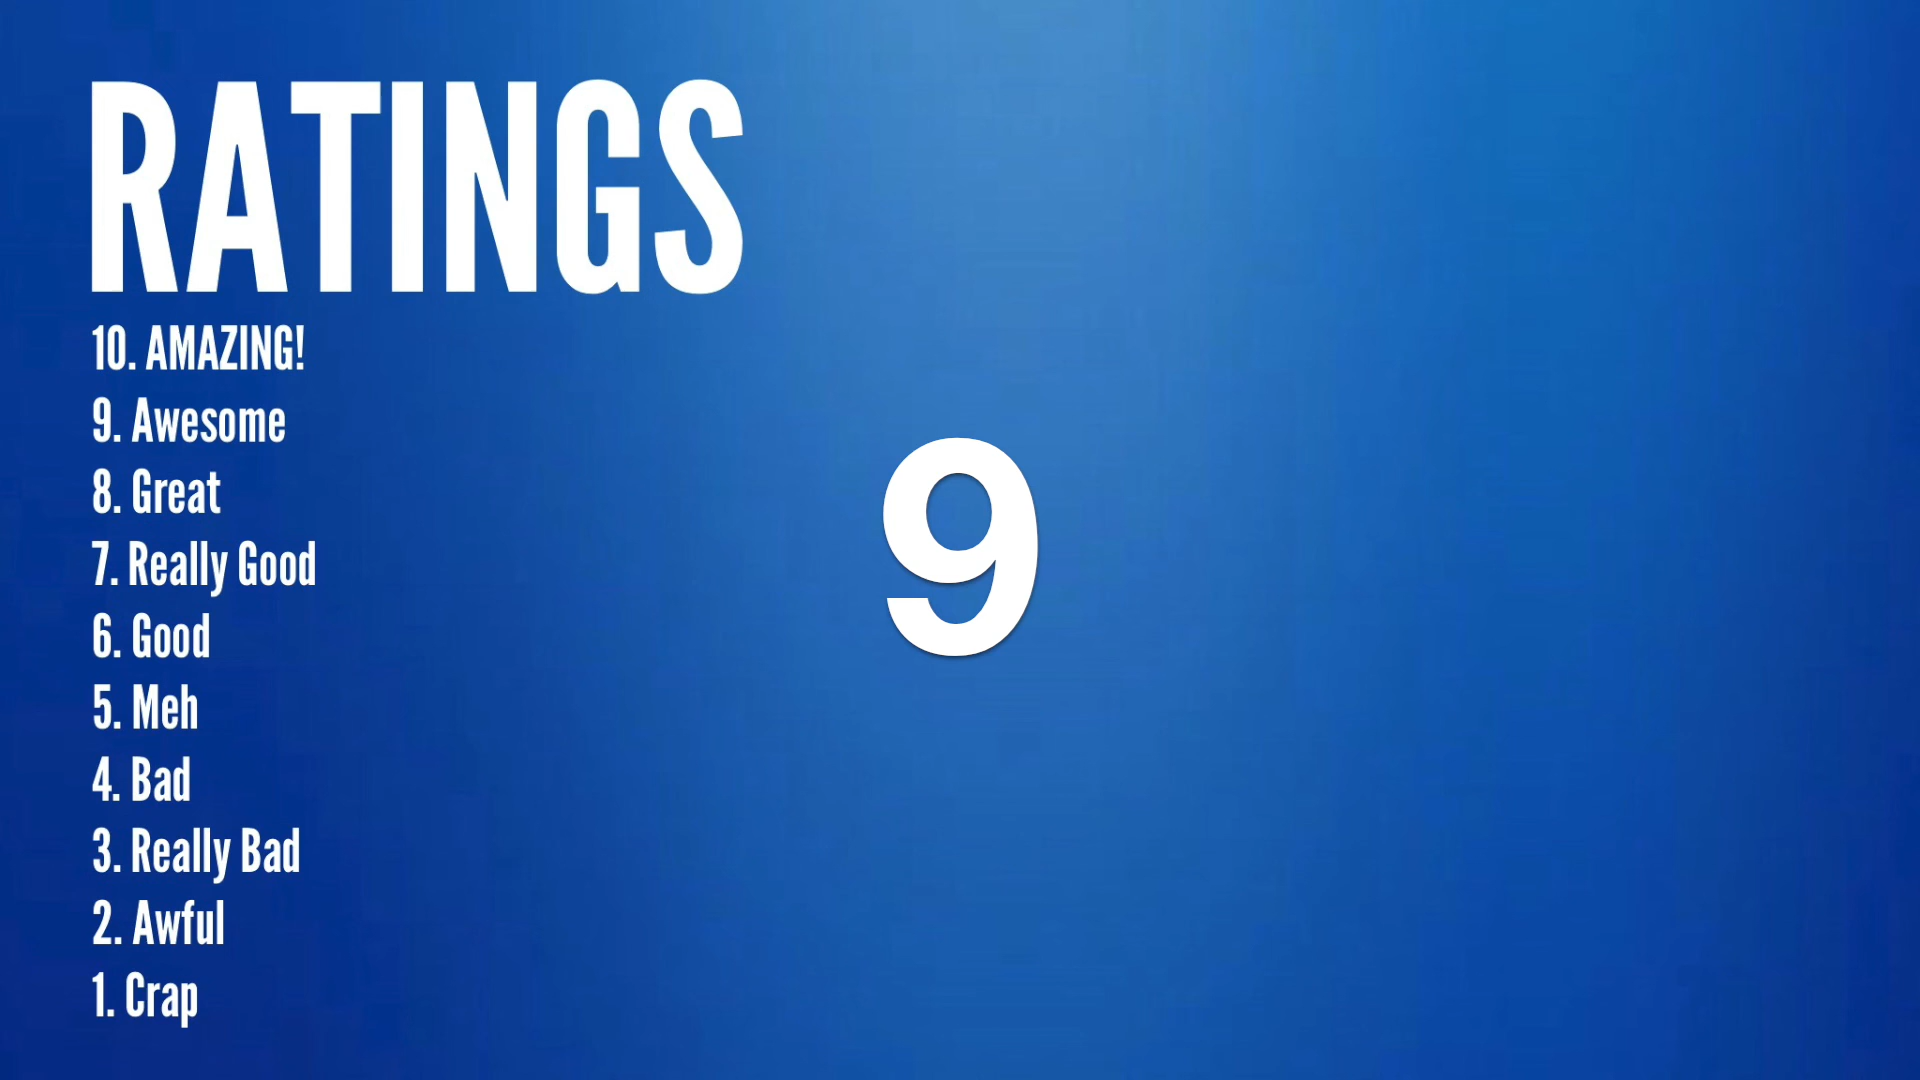 RATINGS
10. AMAZING!
9. Awesome
8. Great
7. Really Good
6. Good
5. Meh
4. Bad
3. Really Bad
2. Awful
1. Crap
9